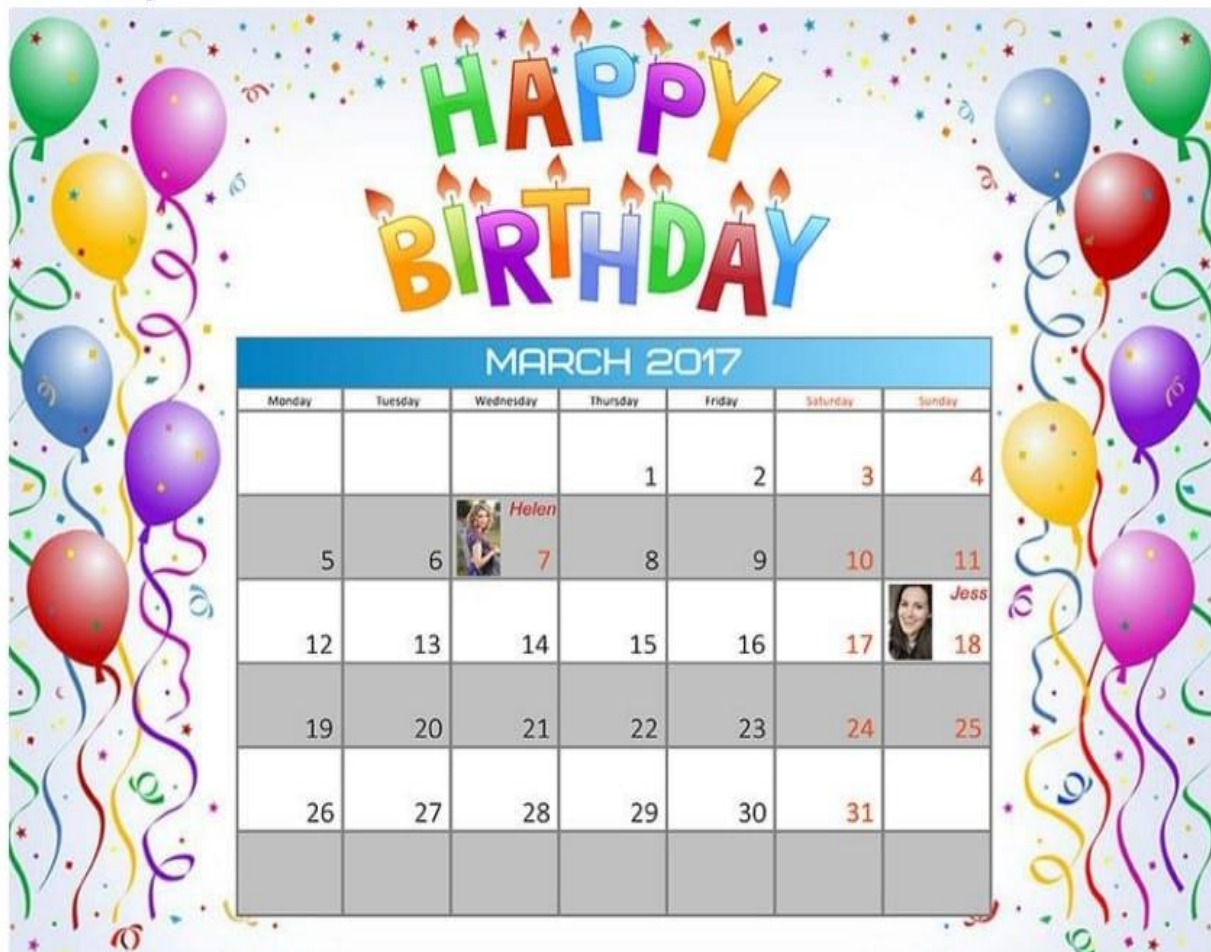 HAPPY
BIRTHDAY
MARCH 2017
Monday Tuesday Wednesday Thursday Friday Saturday Sunday
1 2 3 4
Helen
5 6 7 8 9 10 11
Jess
12 13 14 15 16 17 18
19 20 21 22 23 24 25
26 27 28 29 30 31